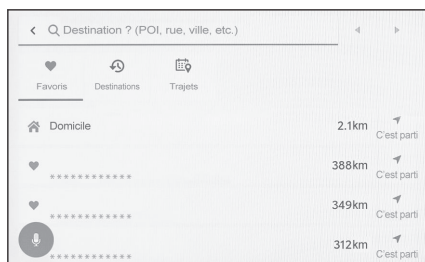 Destination ? (POI, rue, ville, etc.)
Favoris Destinations Trajets
Domicile 2.1km C'est parti
************ 388km C'est parti
************ 349km C'est parti
************ 312km C'est parti